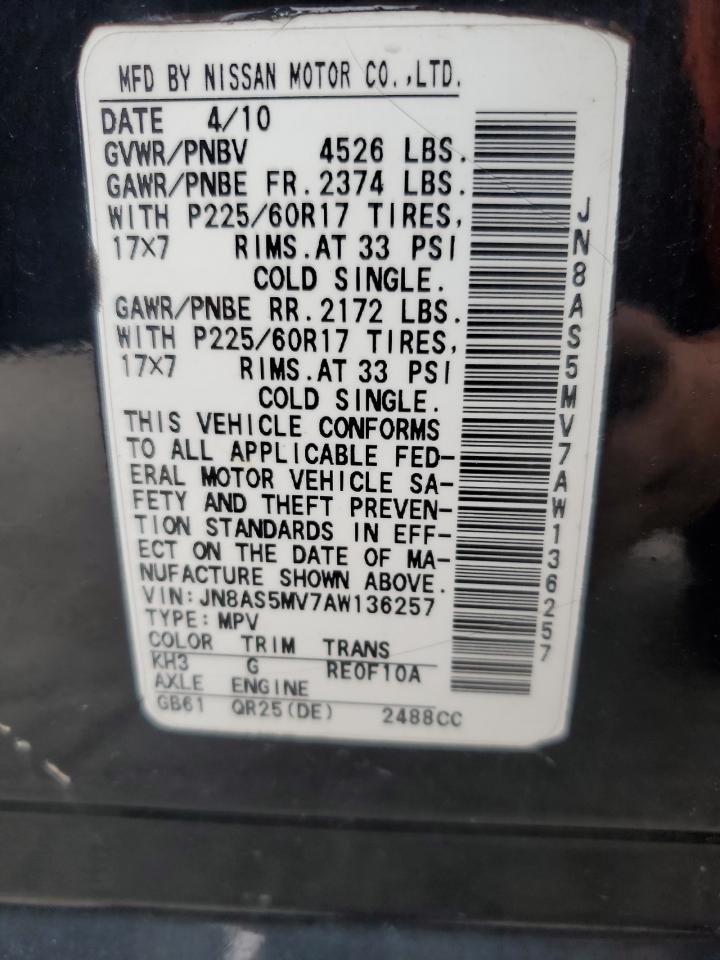 MFD BY NISSAN MOTOR CO.,LTD.
DATE 4/10
GVWR/PNBV 4526 LBS.
GAWR/PNBE FR. 2374 LBS.
WITH P225/60R17 TIRES,
17X7 RIMS. AT 33 PSI
COLD SINGLE.
GAWR/PNBE RR. 2172 LBS.
WITH P225/60R17 TIRES,
17X7 RIMS. AT 33 PSI
COLD SINGLE.
THIS VEHICLE CONFORMS
TO ALL APPLICABLE FED-
ERAL MOTOR VEHICLE SA-
FETY AND THEFT PREVEN-
TION STANDARDS IN EFF-
ECT ON THE DATE OF MA-
NUFACTURE SHOWN ABOVE.
VIN: JN8AS5MV7AW136257
TYPE: MPV
COLOR TRIM TRANS
KH3 G RE0F10A
AXLE ENGINE
GB61 QR25(DE) 2488CC
JN8AS5MV7AW136257